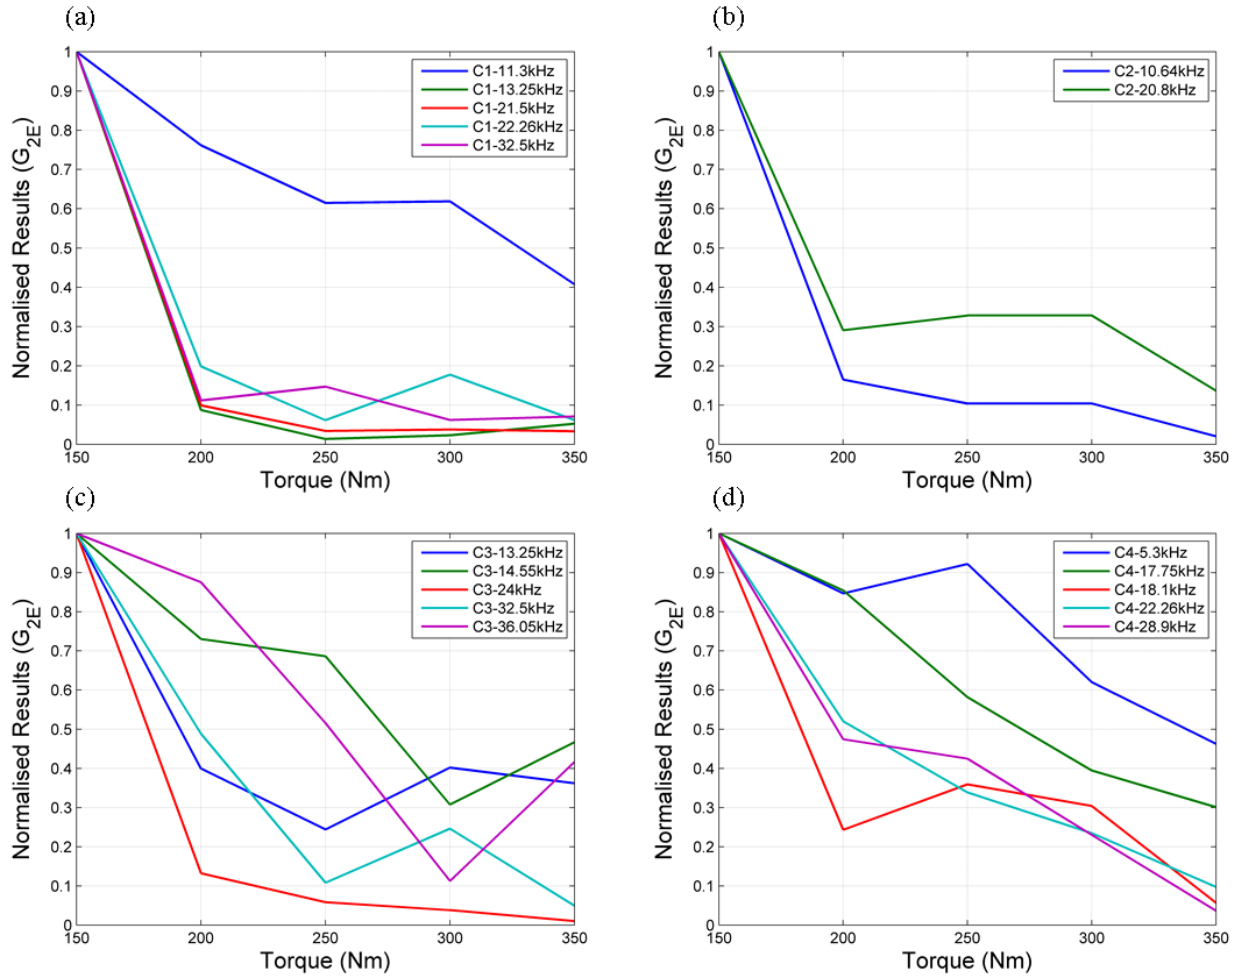 (a)
1
0.9
0.8
0.7
0.6
0.5
0.4
0.3
0.2
0.1
0
Normalised Results (G2E)
C1-11.3kHz
C1-13.25kHz
C1-21.5kHz
C1-22.26kHz
C1-32.5kHz
150 200 250 300 350
Torque (Nm)
(b)
1
0.9
0.8
0.7
0.6
0.5
0.4
0.3
0.2
0.1
0
Normalised Results (G2E)
C2-10.64kHz
C2-20.8kHz
150 200 250 300 350
Torque (Nm)
(c)
1
0.9
0.8
0.7
0.6
0.5
0.4
0.3
0.2
0.1
0
Normalised Results (G2E)
C3-13.25kHz
C3-14.55kHz
C3-24kHz
C3-32.5kHz
C3-36.05kHz
150 200 250 300 350
Torque (Nm)
(d)
1
0.9
0.8
0.7
0.6
0.5
0.4
0.3
0.2
0.1
0
Normalised Results (G2E)
C4-5.3kHz
C4-17.75kHz
C4-18.1kHz
C4-22.26kHz
C4-28.9kHz
150 200 250 300 350
Torque (Nm)